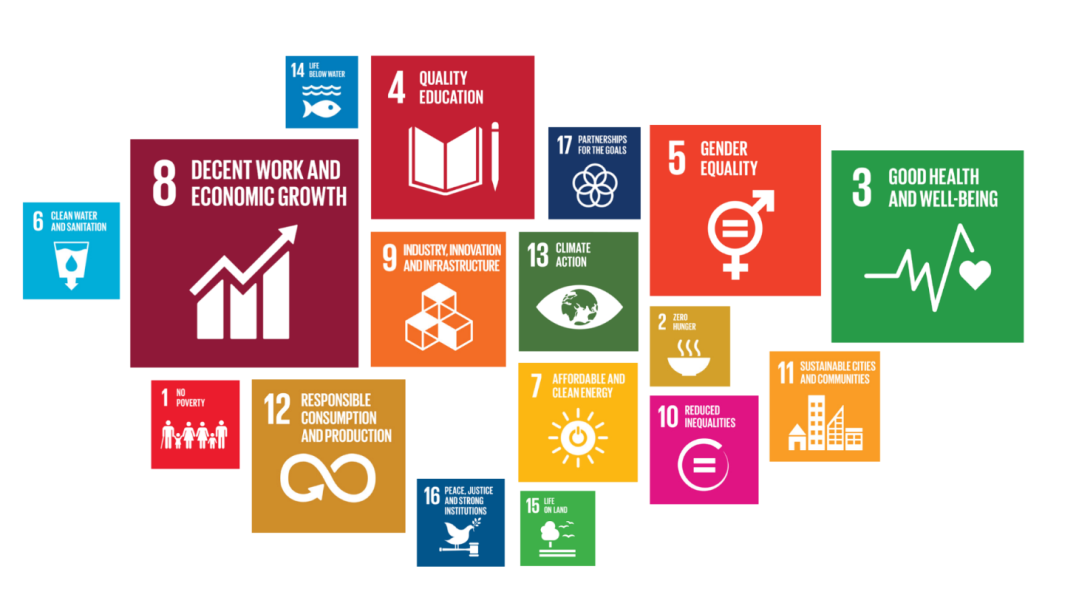 14 LIFE
BELOW WATER
4 QUALITY
EDUCATION
17 PARTNERSHIPS
FOR THE GOALS
5 GENDER
EQUALITY
3 GOOD HEALTH
AND WELL-BEING
8 DECENT WORK AND
ECONOMIC GROWTH
6 CLEAN WATER
AND SANITATION
9 INDUSTRY, INNOVATION
AND INFRASTRUCTURE
13 CLIMATE
ACTION
2 ZERO
HUNGER
11 SUSTAINABLE CITIES
AND COMMUNITIES
1 NO
POVERTY
12 RESPONSIBLE
CONSUMPTION
AND PRODUCTION
7 AFFORDABLE AND
CLEAN ENERGY
10 REDUCED
INEQUALITIES
16 PEACE, JUSTICE
AND STRONG
INSTITUTIONS
15 LIFE
ON LAND